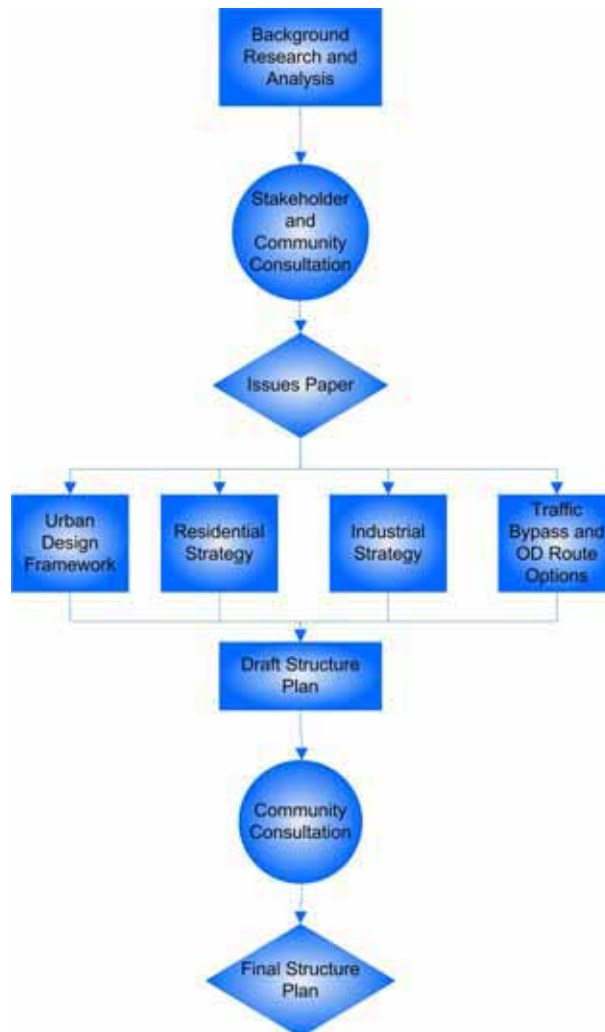 Background
Research and
Analysis
Stakeholder
and
Community
Consultation
Issues Paper
Urban
Design
Framework
Residential
Strategy
Industrial
Strategy
Traffic
Bypass and
OD Route
Options
Draft Structure
Plan
Community
Consultation
Final Structure
Plan